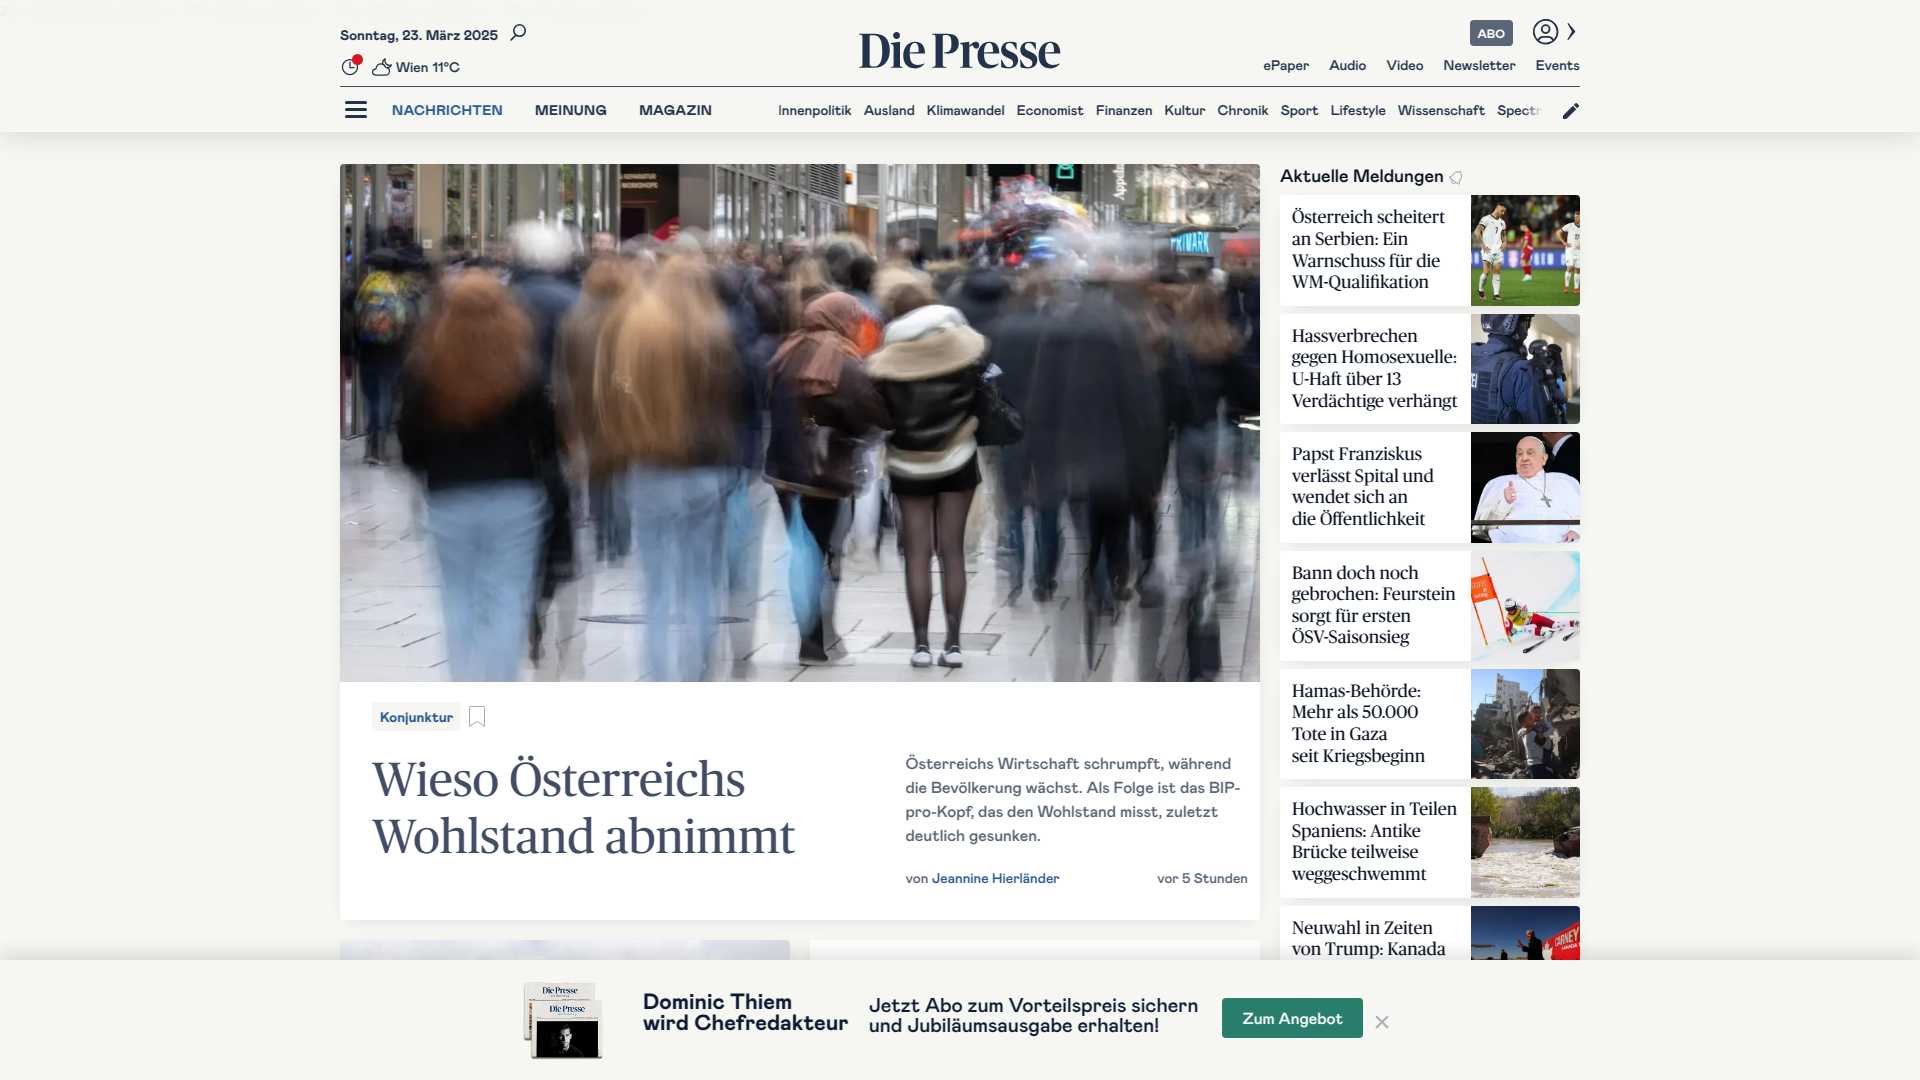 Sonntag, 23. März 2025
Wien 11°C
Die Presse
ABO
ePaper Audio Video Newsletter Events
NACHRICHTEN MEINUNG MAGAZIN Innenpolitik Ausland Klimawandel Economist Finanzen Kultur Chronik Sport Lifestyle Wissenschaft Spectr
PRIMARK
Konjunktur
Wieso Österreichs
Wohlstand abnimmt
Österreichs Wirtschaft schrumpft, während
die Bevölkerung wächst. Als Folge ist das BIP-
pro-Kopf, das den Wohlstand misst, zuletzt
deutlich gesunken.
von Jeannine Hierländer vor 5 Stunden
Aktuelle Meldungen
Österreich scheitert
an Serbien: Ein
Warnschuss für die
WM-Qualifikation
Hassverbrechen
gegen Homosexuelle:
U-Haft über 13
Verdächtige verhängt
Papst Franziskus
verlässt Spital und
wendet sich an
die Öffentlichkeit
Bann doch noch
gebrochen: Feurstein
sorgt für ersten
ÖSV-Saisonsieg
Hamas-Behörde:
Mehr als 50.000
Tote in Gaza
seit Kriegsbeginn
Hochwasser in Teilen
Spaniens: Antike
Brücke teilweise
weggeschwemmt
Neuwahl in Zeiten
von Trump: Kanada
CARNEY
Die Presse
Die Presse
Dominic Thiem
wird Chefredakteur
Jetzt Abo zum Vorteilspreis sichern
und Jubiläumsausgabe erhalten!
Zum Angebot